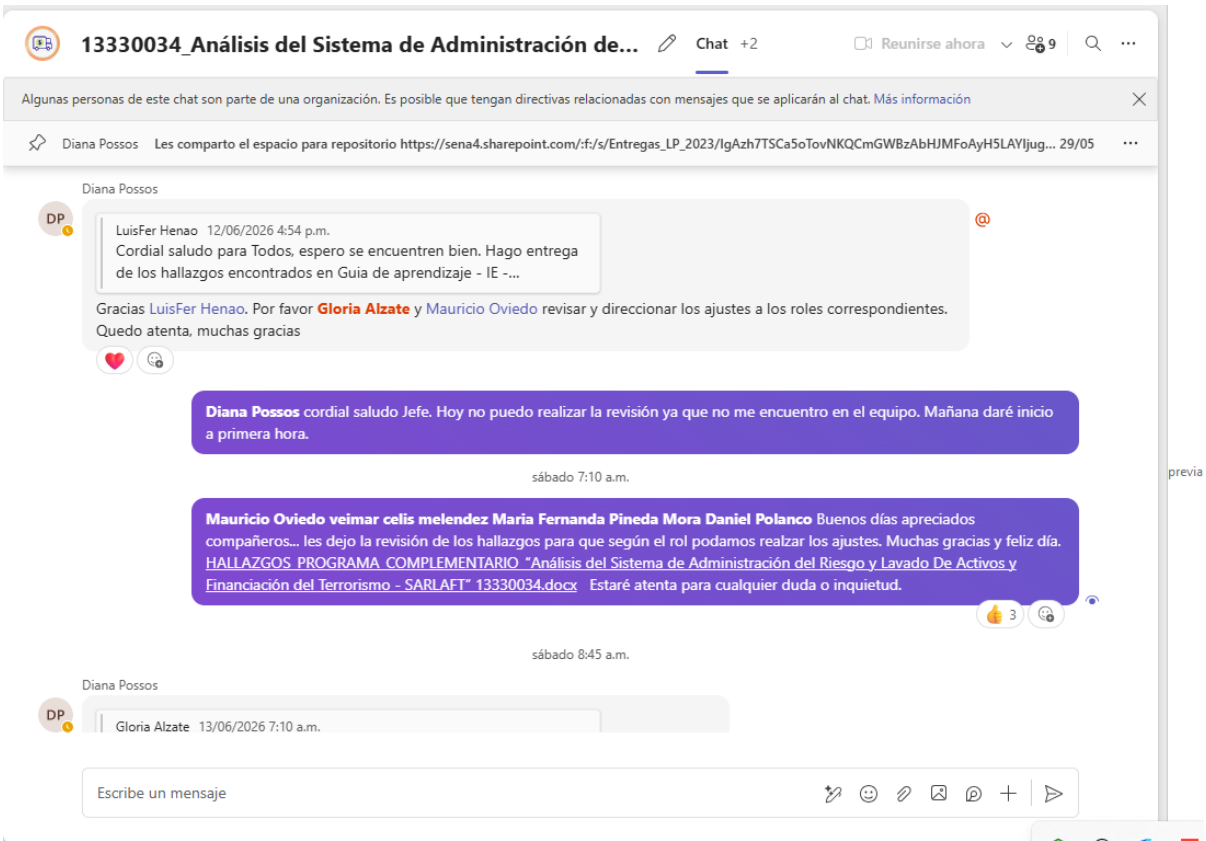 13330034_Análisis del Sistema de Administración de...
Chat +2
Reunirse ahora
9
Algunas personas de este chat son parte de una organización. Es posible que tengan directivas relacionadas con mensajes que se aplicarán al chat. Más información
Diana Possos Les comparto el espacio para repositorio https://sena4.sharepoint.com/:f:/s/Entregas_LP_2023/IgAzh7TSCa5oTovNKQCmGWBzAbHJMFoAyH5LAYIjug... 29/05
Diana Possos
DP
LuisFer Henao 12/06/2026 4:54 p.m.
Cordial saludo para Todos, espero se encuentren bien. Hago entrega
de los hallazgos encontrados en Guia de aprendizaje - IE -...
@
Gracias LuisFer Henao. Por favor Gloria Alzate y Mauricio Oviedo revisar y direccionar los ajustes a los roles correspondientes.
Quedo atenta, muchas gracias
Diana Possos cordial saludo Jefe. Hoy no puedo realizar la revisión ya que no me encuentro en el equipo. Mañana daré inicio
a primera hora.
sábado 7:10 a.m.
previa
Mauricio Oviedo veimar celis melendez Maria Fernanda Pineda Mora Daniel Polanco Buenos días apreciados
compañeros... les dejo la revisión de los hallazgos para que según el rol podamos realzar los ajustes. Muchas gracias y feliz día.
HALLAZGOS PROGRAMA COMPLEMENTARIO "Análisis del Sistema de Administración del Riesgo y Lavado De Activos y
Financiación del Terrorismo - SARLAFT" 13330034.docx Estaré atenta para cualquier duda o inquietud.
3
sábado 8:45 a.m.
Diana Possos
DP
Gloria Alzate 13/06/2026 7:10 a.m.
Escribe un mensaje